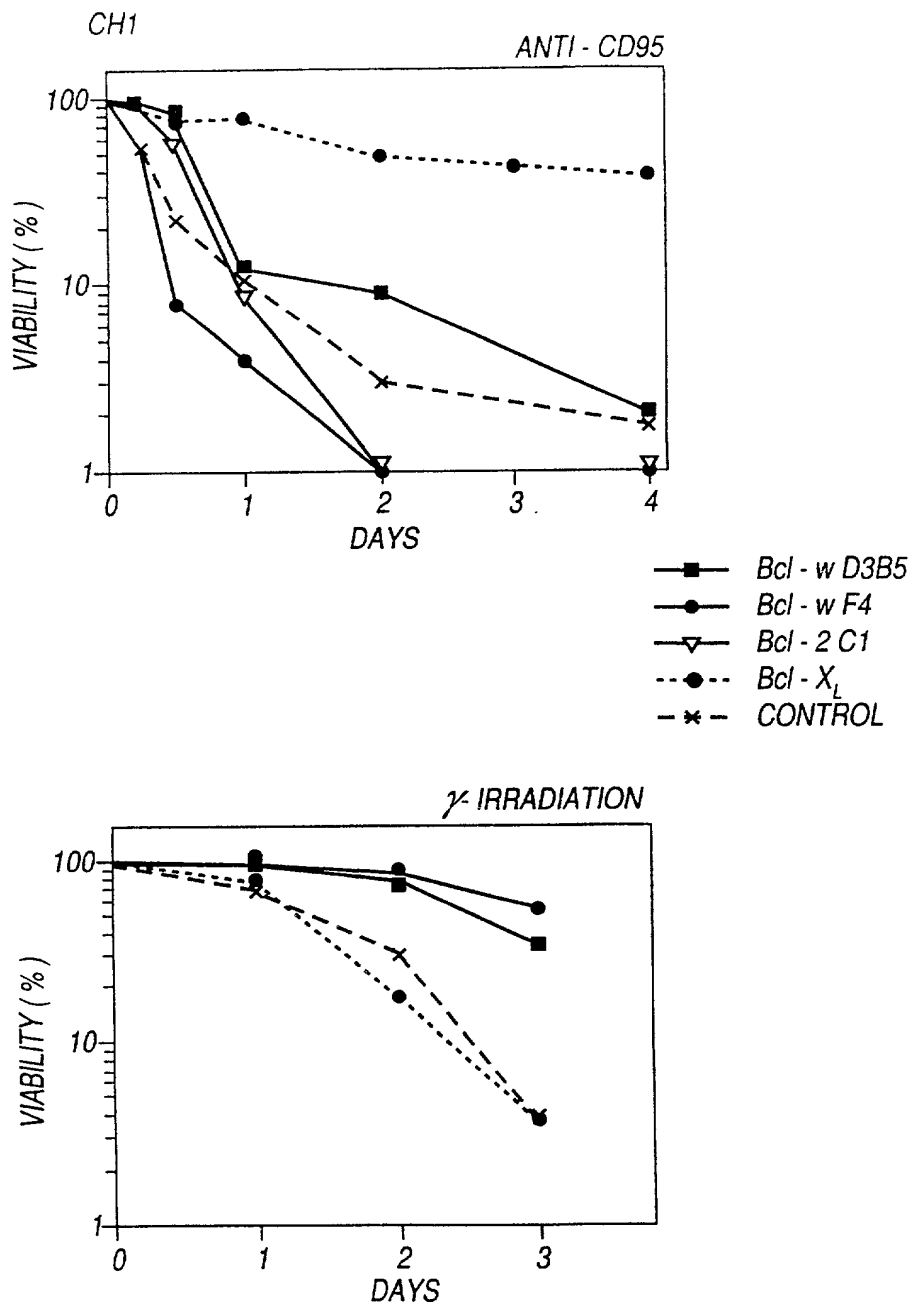 CH1
ANTI - CD95
100
10
1
VIABILITY (%)
0 1 2 3 4
DAYS
Bcl - w D3B5
Bcl - w F4
Bcl - 2 C1
Bcl - XL
CONTROL
γ- IRRADIATION
100
10
1
VIABILITY (%)
0 1 2 3
DAYS